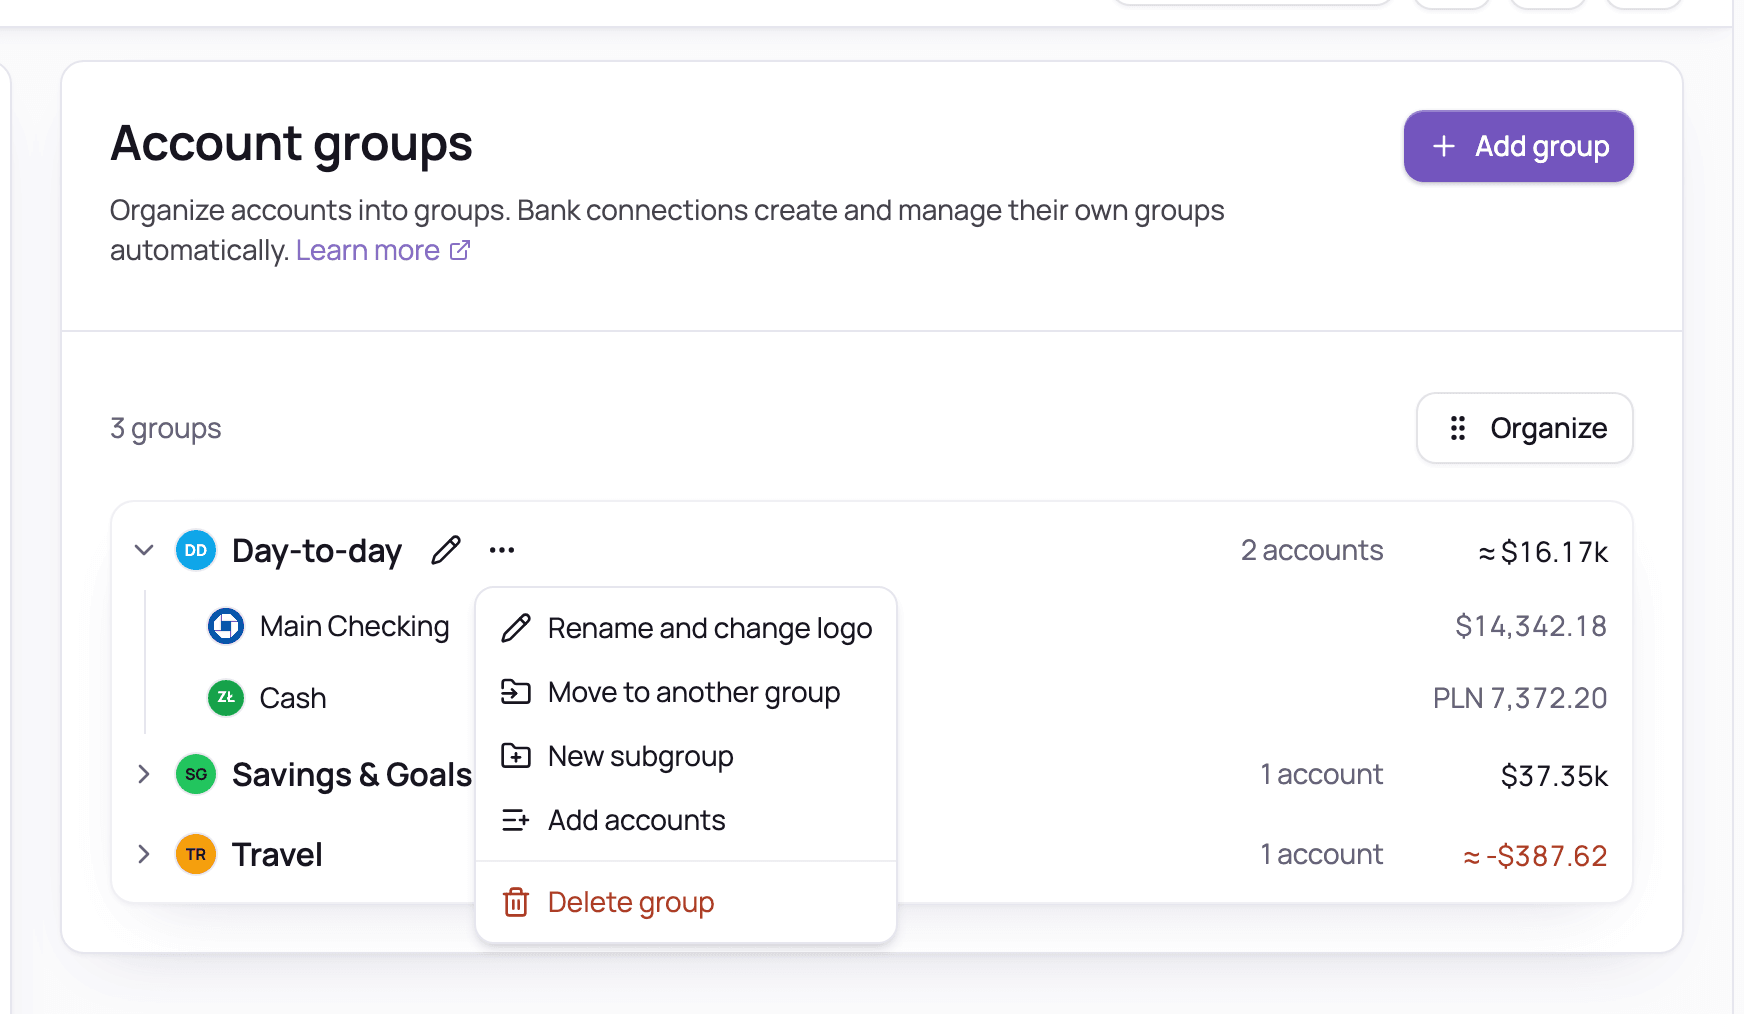 Account groups
+ Add group
Organize accounts into groups. Bank connections create and manage their own groups
automatically. Learn more
3 groups
Organize
DD Day-to-day ... 2 accounts ≈$16.17k
Main Checking $14,342.18
ZŁ Cash PLN 7,372.20
SG Savings & Goals 1 account $37.35k
TR Travel 1 account ≈-$387.62
Rename and change logo
Move to another group
New subgroup
Add accounts
Delete group